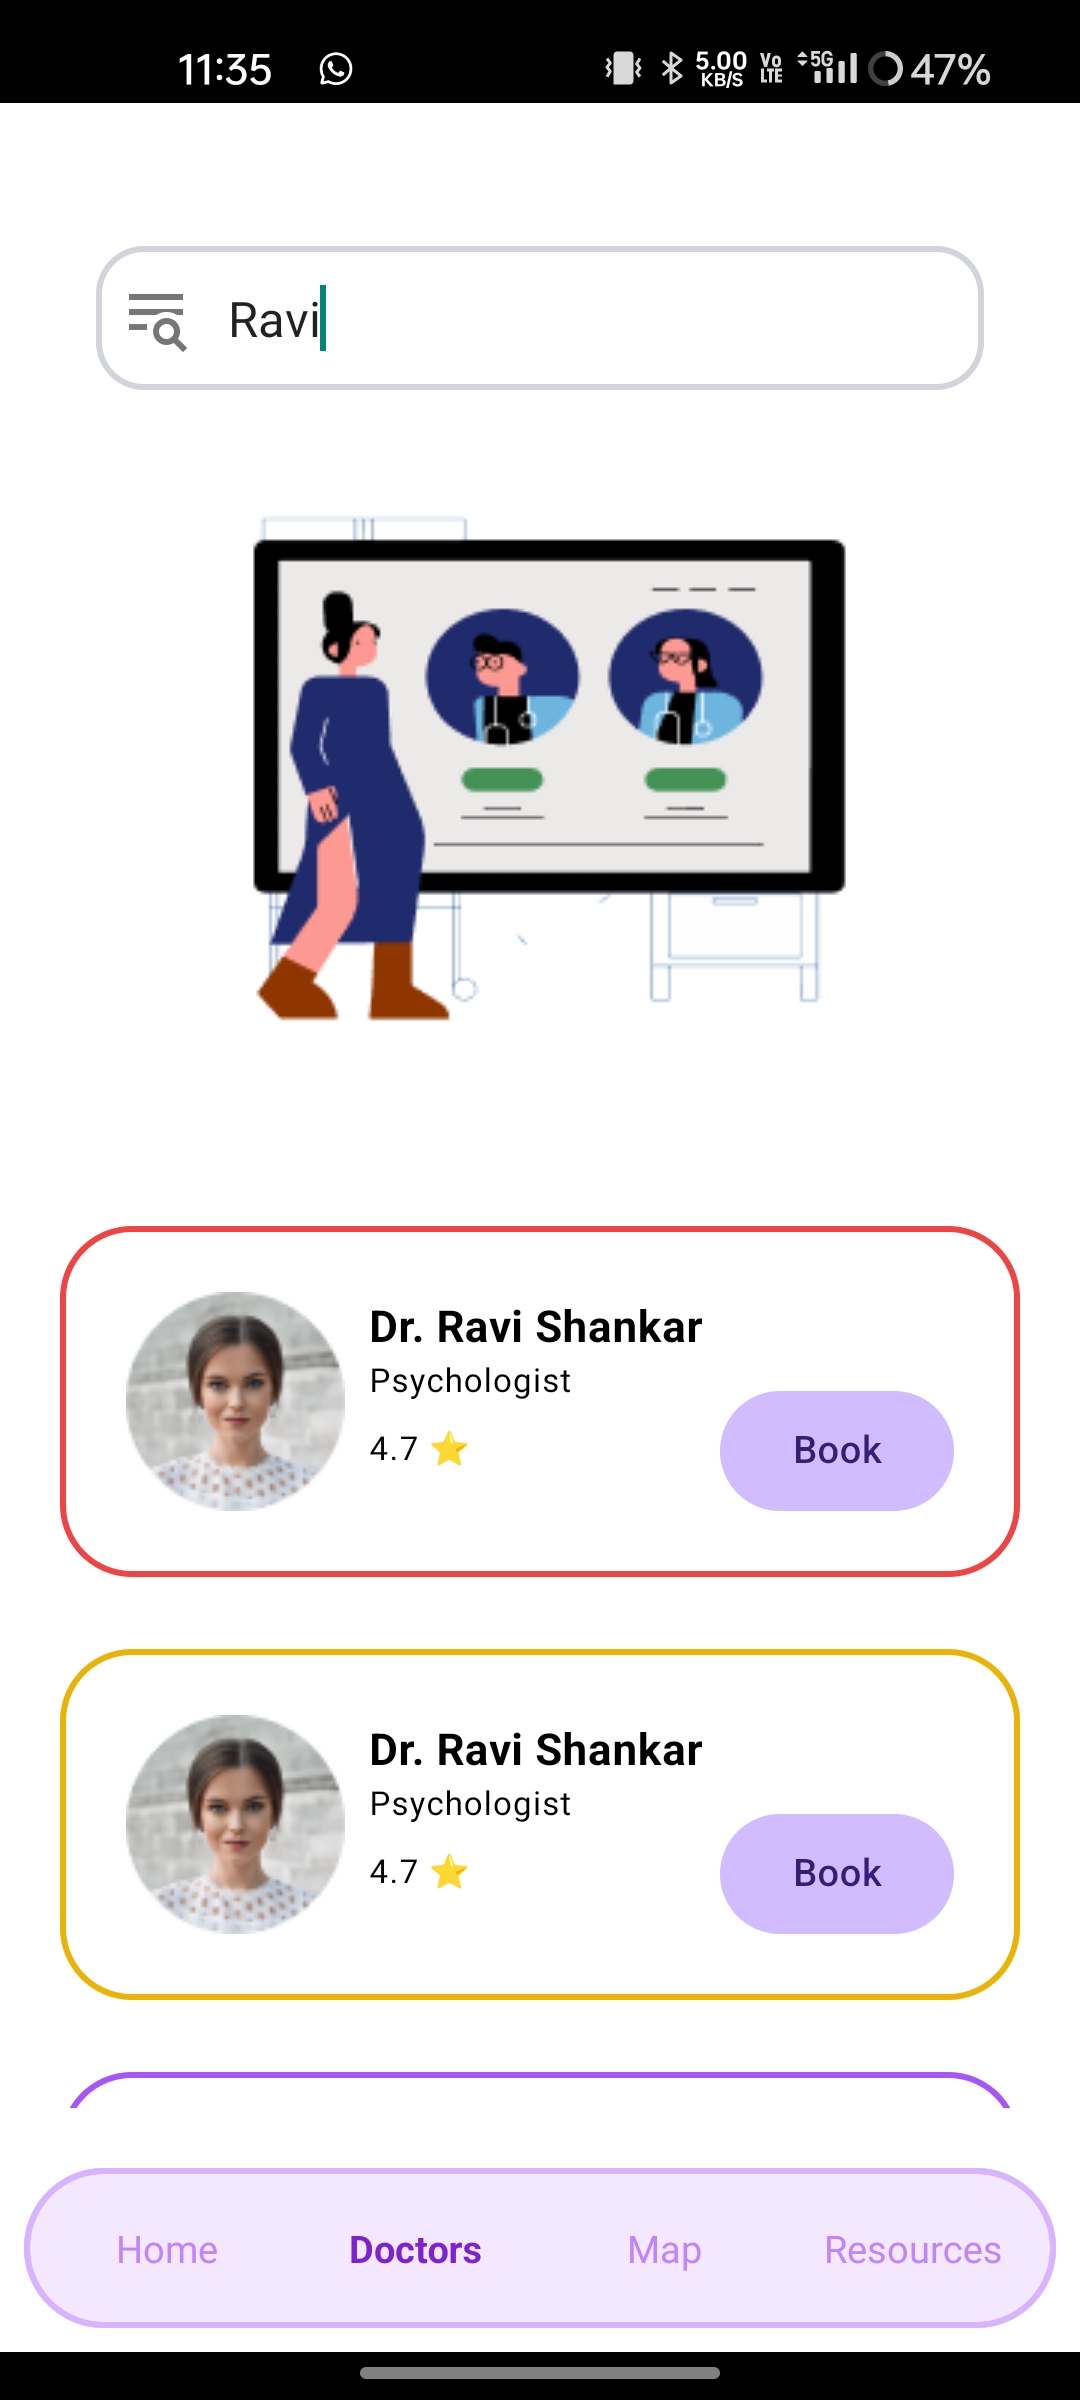 11:35 5.00 KB/S Vo LTE 5G 47%
Ravi
Dr. Ravi Shankar
Psychologist
4.7 ⭐
Book
Dr. Ravi Shankar
Psychologist
4.7 ⭐
Book
Home Doctors Map Resources